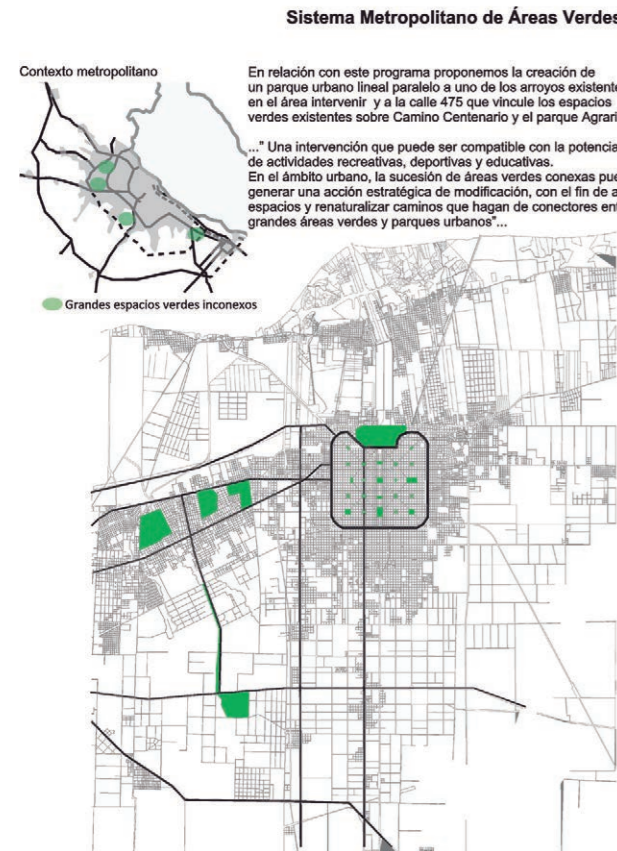 Sistema Metropolitano de Áreas Verdes
Contexto metropolitano
En relación con este programa proponemos la creación de
un parque urbano lineal paralelo a uno de los arroyos existente
en el área intervenir y a la calle 475 que vincule los espacios
verdes existentes sobre Camino Centenario y el parque Agrari
..." Una intervención que puede ser compatible con la potencia
de actividades recreativas, deportivas y educativas.
En el ámbito urbano, la sucesión de áreas verdes conexas pue
generar una acción estratégica de modificación, con el fin de a
espacios y renaturalizar caminos que hagan de conectores ent
grandes áreas verdes y parques urbanos"...
Grandes espacios verdes inconexos